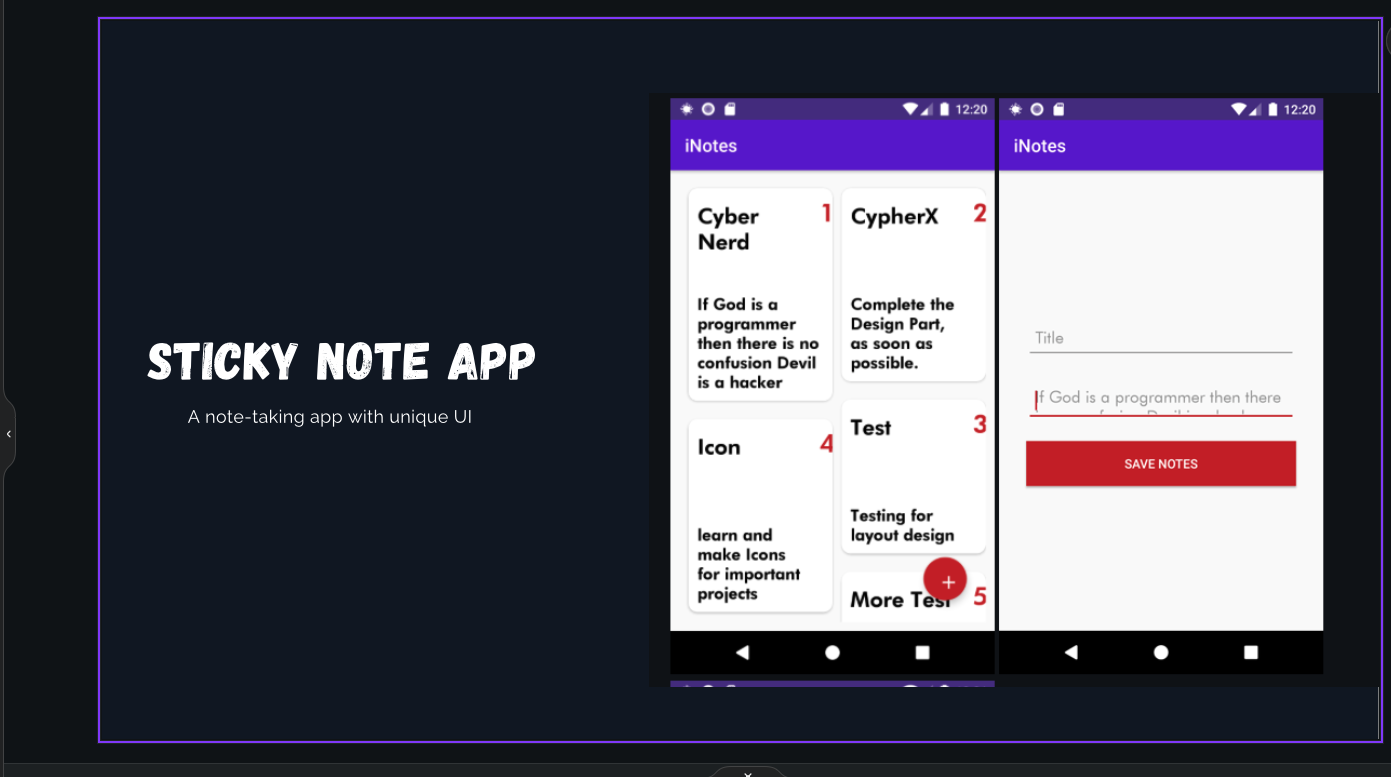 STICKY NOTE APP
A note-taking app with unique UI
12:20
iNotes
Cyber
Nerd
1
If God is a
programmer
then there is no
confusion Devil
is a hacker
CypherX
2
Complete the
Design Part,
as soon as
possible.
Icon
4
learn and
make Icons
for important
projects
Test
3
Testing for
layout design
More Test
5
12:20
iNotes
Title
If God is a programmer then there
SAVE NOTES